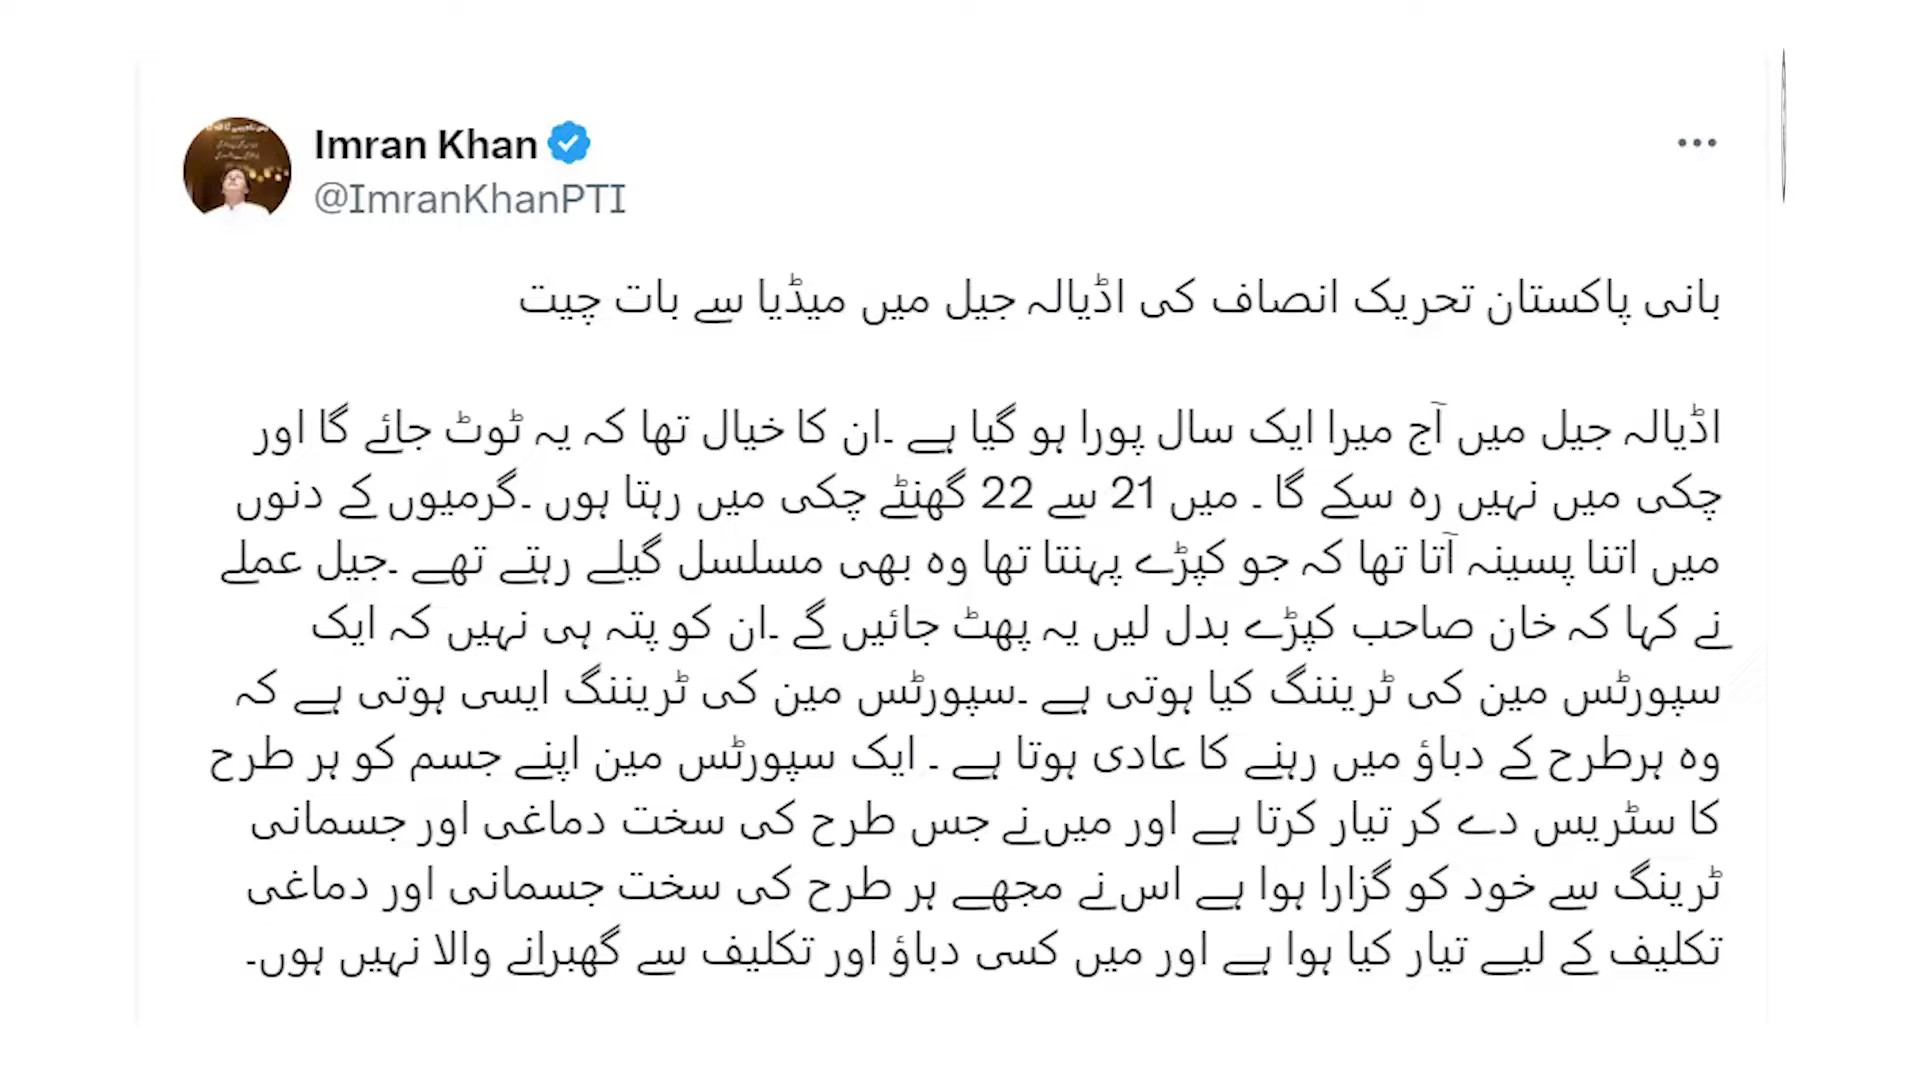 Imran Khan
@ImranKhanPTI
بانی پاکستان تحریک انصاف کی اڈیالہ جیل میں میڈیا سے بات چیت
اڈیالہ جیل میں آج میرا ایک سال پورا ہو گیا ہے ۔ان کا خیال تھا کہ یہ ٹوٹ جائے گا اور
چکی میں نہیں رہ سکے گا ۔ میں 21 سے 22 گھنٹے چکی میں رہتا ہوں ۔گرمیوں کے دنوں
میں اتنا پسینہ آتا تھا کہ جو کپڑے پہنتا تھا وہ بھی مسلسل گیلے رہتے تھے ۔جیل عملے
نے کہا کہ خان صاحب کپڑے بدل لیں یہ پھٹ جائیں گے ۔ان کو پتہ ہی نہیں کہ ایک
سپورٹس مین کی ٹریننگ کیا ہوتی ہے ۔سپورٹس مین کی ٹریننگ ایسی ہوتی ہے کہ
وہ ہرطرح کے دباؤ میں رہنے کا عادی ہوتا ہے ۔ ایک سپورٹس مین اپنے جسم کو ہر طرح
کا سٹریس دے کر تیار کرتا ہے اور میں نے جس طرح کی سخت دماغی اور جسمانی
ٹرینگ سے خود کو گزارا ہوا ہے اس نے مجھے ہر طرح کی سخت جسمانی اور دماغی
تکلیف کے لیے تیار کیا ہوا ہے اور میں کسی دباؤ اور تکلیف سے گھبرانے والا نہیں ہوں۔